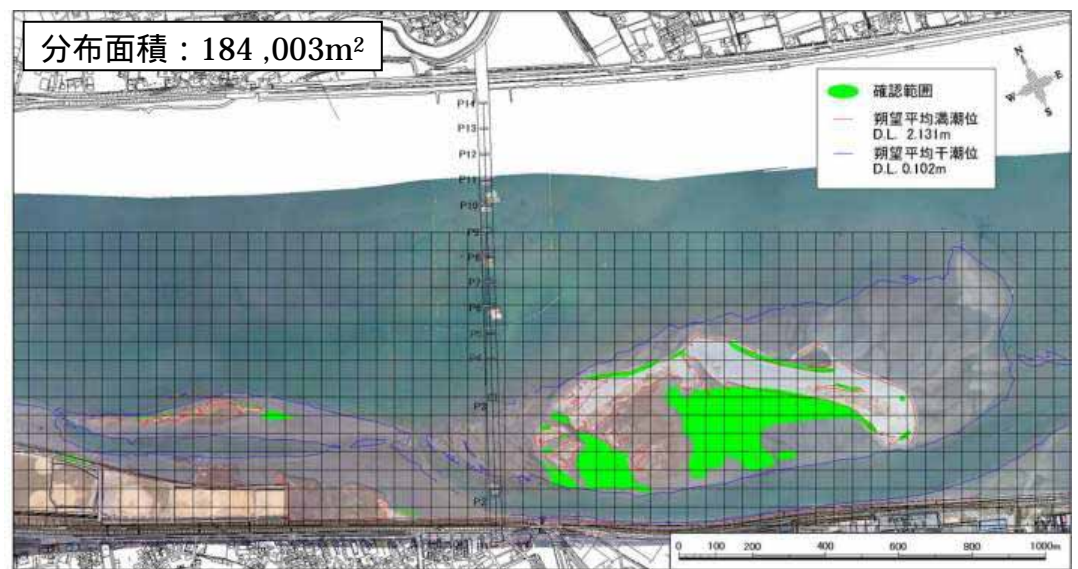 分布面積：184 ,003m²
N
E
W
S
確認範囲
朔望平均満潮位
D.L. 2.131m
朔望平均干潮位
D.L. 0.102m
P14
P13
P12
P11
P10
P9
P8
P7
P6
P5
P4
P3
P2
0 100 200 400 600 800 1000m